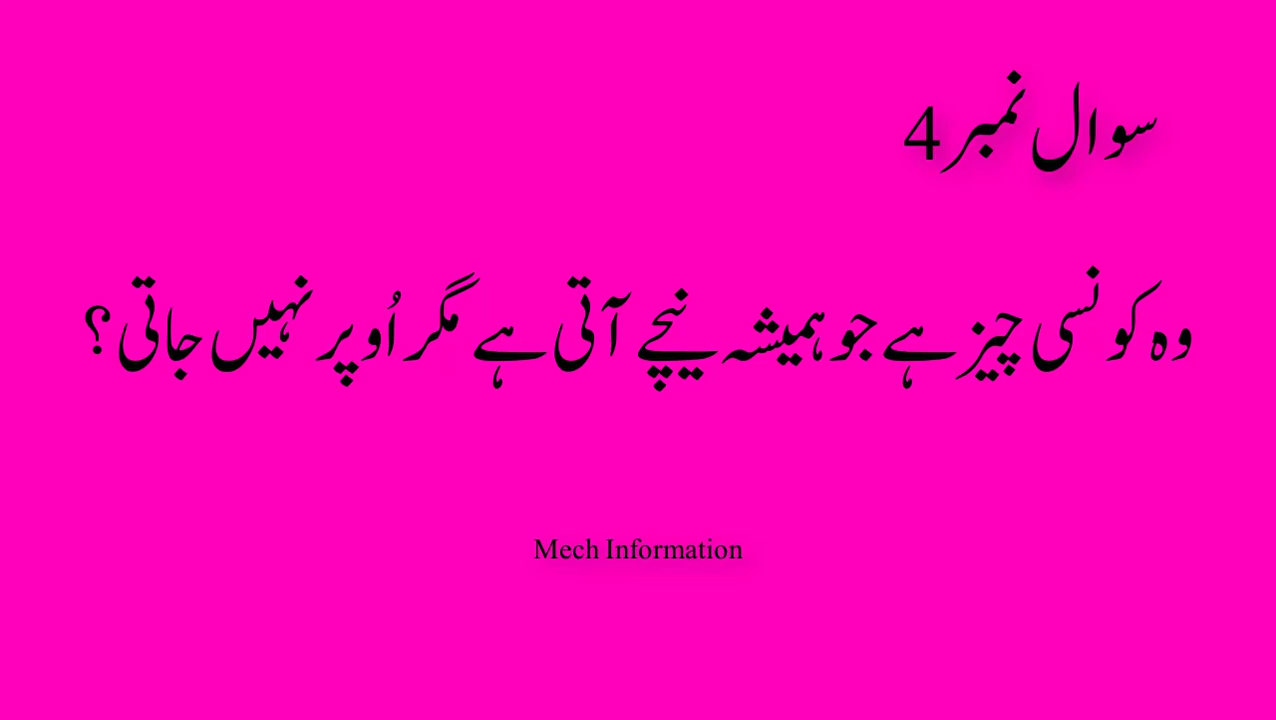 سوال نمبر 4
وہ کونسی چیز ہے جو ہمیشہ نیچے آتی ہے مگر اُوپر نہیں جاتی؟
Mech Information